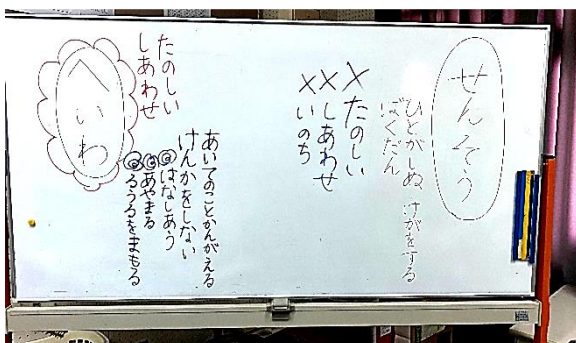 せんそう
ひとがしぬ けがをする
ばくだん
×たのしい
×しあわせ
×いのち
へいわ
たのしい
しあわせ
あいてのことかんがえる
けんかをしない
はなしあう
あやまる
るうるをまもる